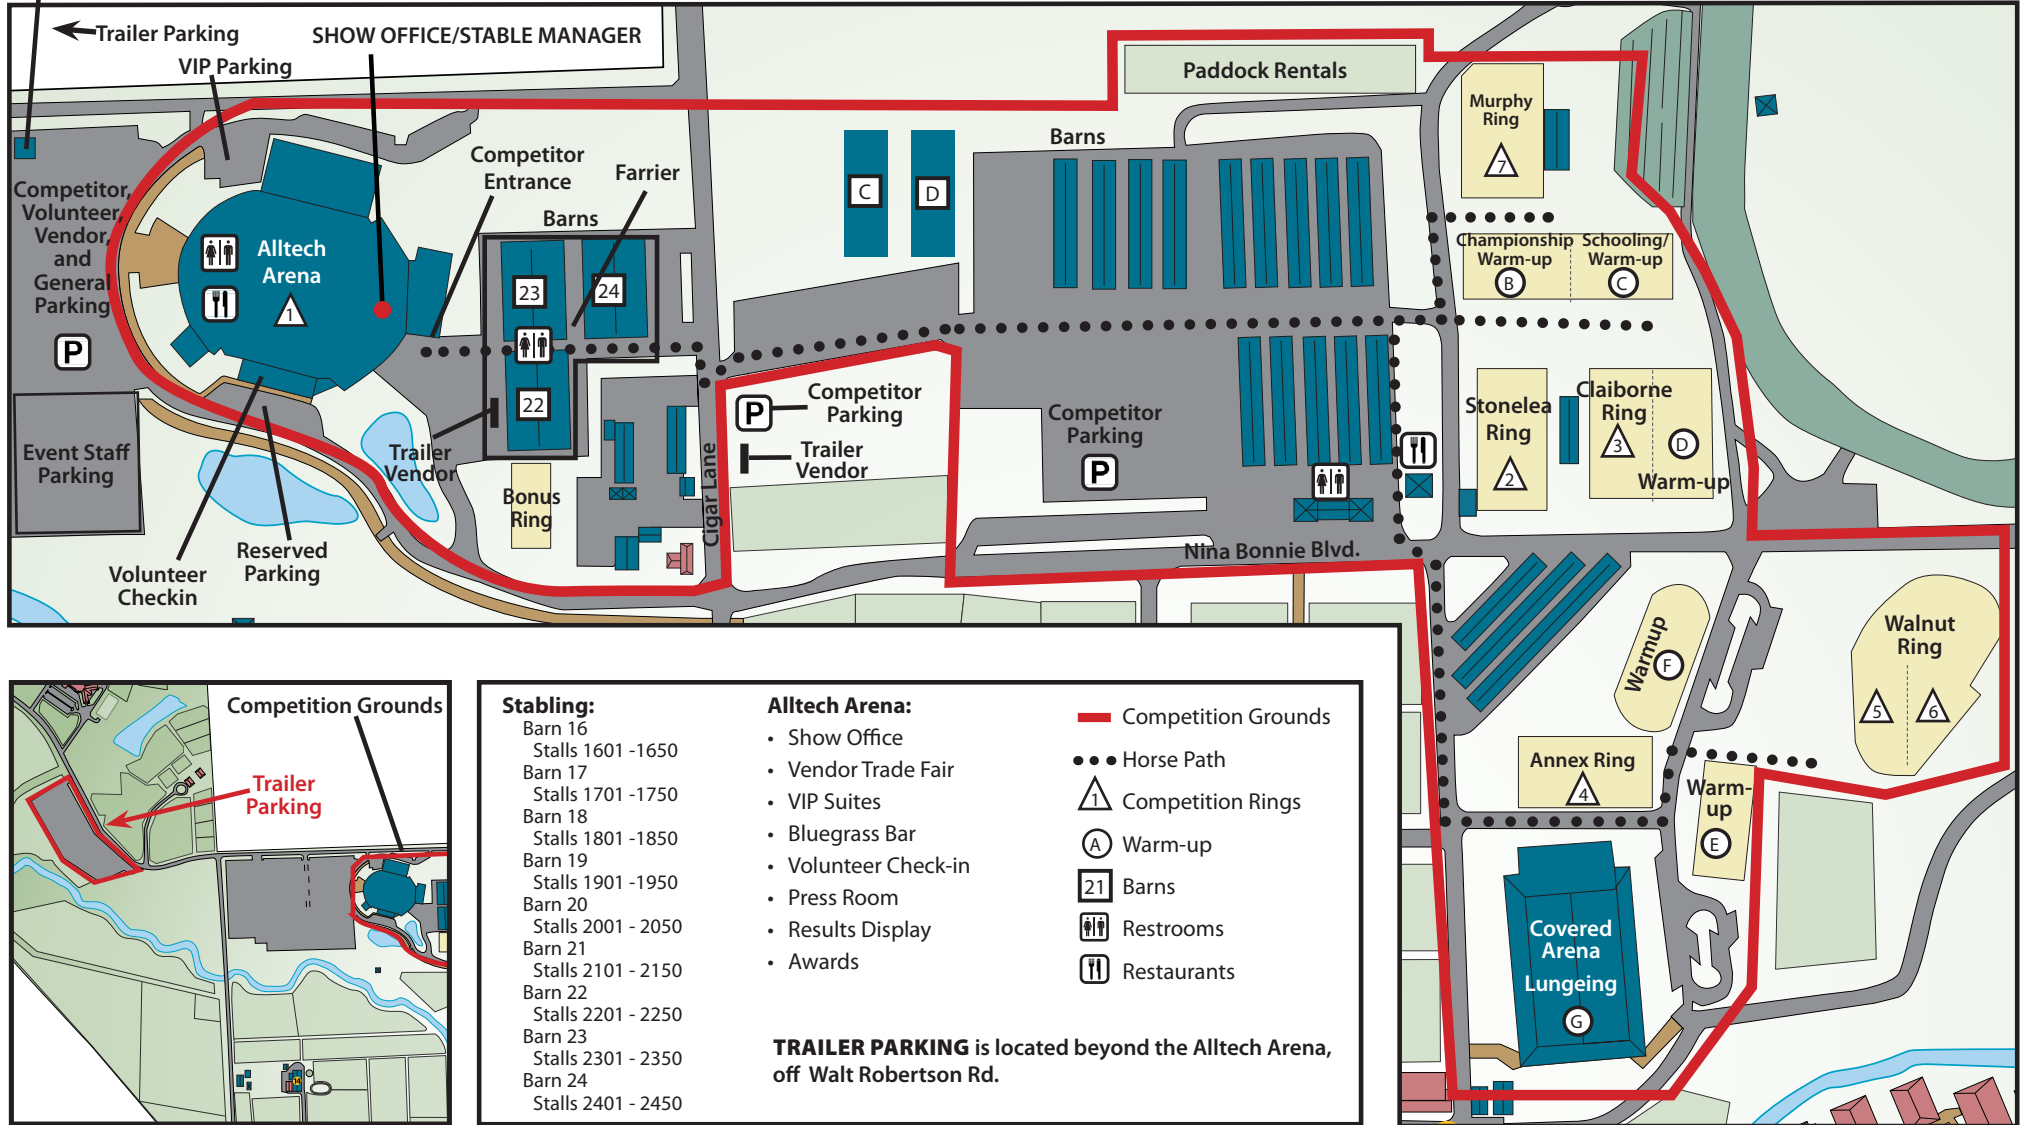 Trailer Parking
VIP Parking
SHOW OFFICE/STABLE MANAGER
Competitor,
Volunteer,
Vendor,
and
General
Parking
P
Alltech
Arena
1
Competitor
Entrance
Farrier
Barns
23
24
22
Trailer
Vendor
Event Staff
Parking
Volunteer
Checkin
Reserved
Parking
Bonus
Ring
Cigar Lane
C
D
P
Competitor
Parking
Trailer
Vendor
Barns
Paddock Rentals
Competitor
Parking
P
Nina Bonnie Blvd.
Murphy
Ring
7
Championship
Warm-up
B
Schooling/
Warm-up
C
Stonelea
Ring
2
Claiborne
Ring
3
D
Warm-up
Warmup
F
Walnut
Ring
5
6
Annex Ring
4
Warm-
up
E
Covered
Arena
Lungeing
G
Competition Grounds
Trailer
Parking
14
Stabling:
Barn 16
Stalls 1601 -1650
Barn 17
Stalls 1701 -1750
Barn 18
Stalls 1801 -1850
Barn 19
Stalls 1901 -1950
Barn 20
Stalls 2001 - 2050
Barn 21
Stalls 2101 - 2150
Barn 22
Stalls 2201 - 2250
Barn 23
Stalls 2301 - 2350
Barn 24
Stalls 2401 - 2450
Alltech Arena:
• Show Office
• Vendor Trade Fair
• VIP Suites
• Bluegrass Bar
• Volunteer Check-in
• Press Room
• Results Display
• Awards
Competition Grounds
Horse Path
1 Competition Rings
A Warm-up
21 Barns
Restrooms
Restaurants
TRAILER PARKING is located beyond the Alltech Arena,
off Walt Robertson Rd.